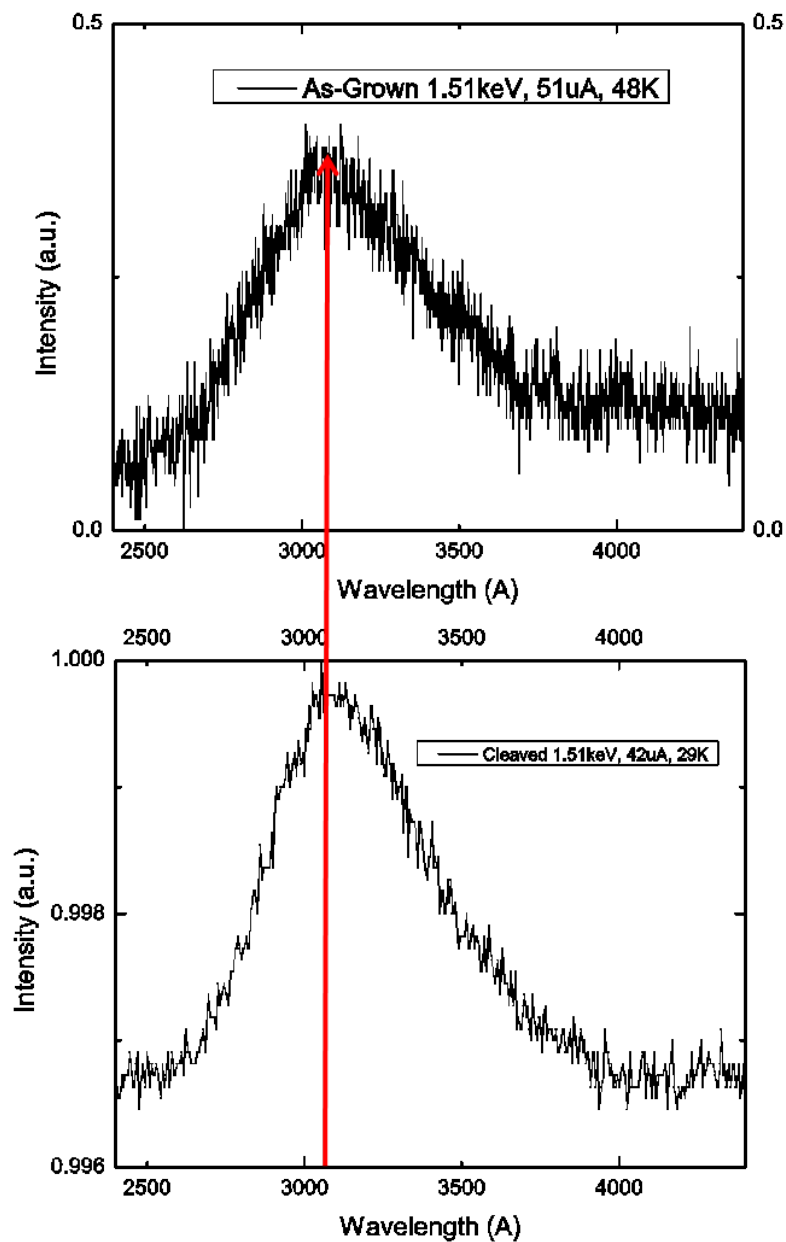 0.5 0.5
As-Grown 1.51keV, 51uA, 48K
Intensity (a.u.)
0.0 0.0
2500 3000 3500 4000
Wavelength (A)
2500 3000 3500 4000
1.000
Cleaved 1.51keV, 42uA, 29K
Intensity (a.u.)
0.998
0.996
2500 3000 3500 4000
Wavelength (A)